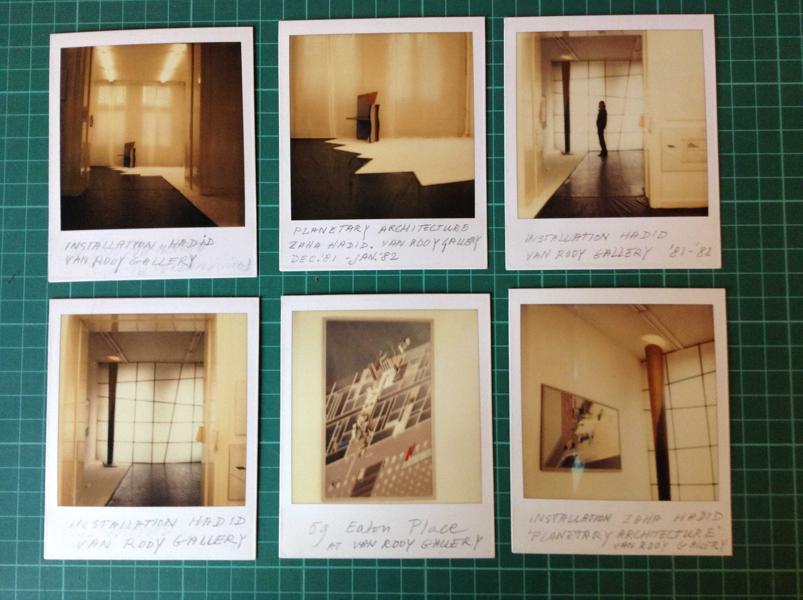 INSTALLATION HADID
VAN ROOY GALLERY
PLANETARY ARCHITECTURE
ZAHA HADID. VAN ROOY GALLERY
DEC.'81 -JAN.'82
INSTALLATION HADID
VAN ROOY GALLERY '81-'82
INSTALLATION HADID
VAN ROOY GALLERY
59 Eaton Place
AT VAN ROOY GALLERY
INSTALLATION ZAHA HADID
'PLANETARY ARCHITECTURE'
VAN ROOY GALLERY